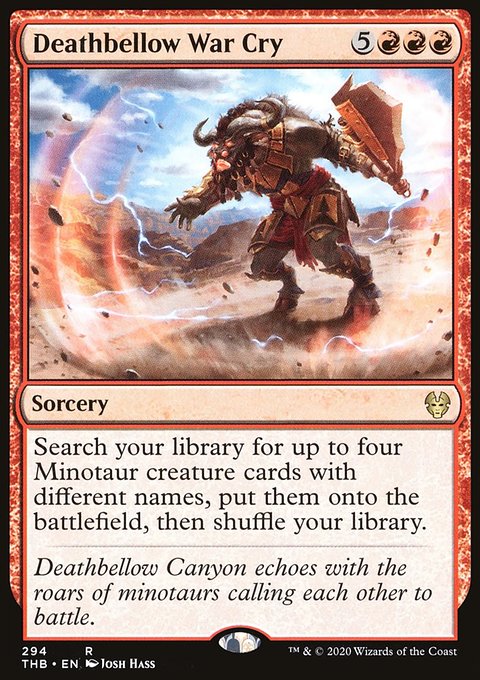 Deathbellow War Cry 5
Sorcery
Search your library for up to four
Minotaur creature cards with
different names, put them onto the
battlefield, then shuffle your library.
Deathbellow Canyon echoes with the
roars of minotaurs calling each other to
battle.
294 R
THB • EN Josh Hass
™ & © 2020 Wizards of the Coast